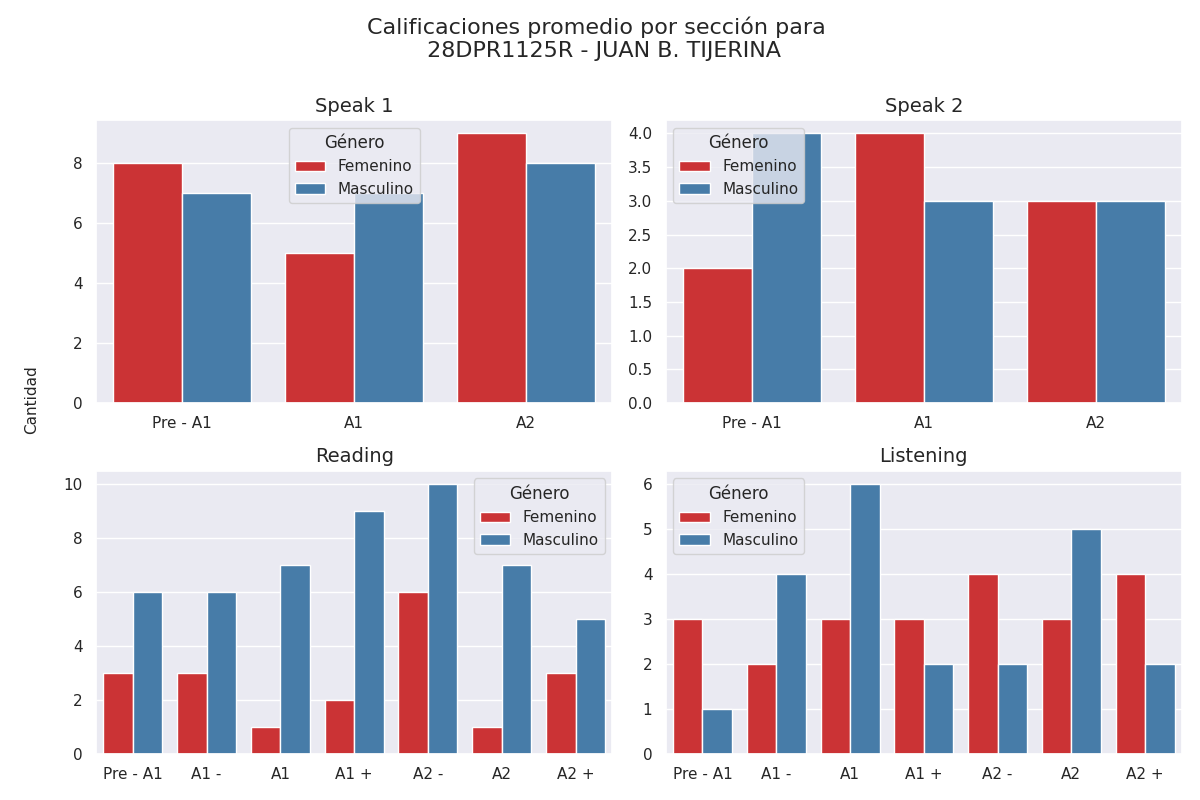 Calificaciones promedio por sección para
28DPR1125R - JUAN B. TIJERINA
Cantidad
Speak 1
Género
Femenino
Masculino
8
6
4
2
0
Pre - A1 A1 A2
Speak 2
Género
Femenino
Masculino
4.0
3.5
3.0
2.5
2.0
1.5
1.0
0.5
0.0
Pre - A1 A1 A2
Reading
Género
Femenino
Masculino
10
8
6
4
2
0
Pre - A1 A1 - A1 A1 + A2 - A2 A2 +
Listening
Género
Femenino
Masculino
6
5
4
3
2
1
0
Pre - A1 A1 - A1 A1 + A2 - A2 A2 +